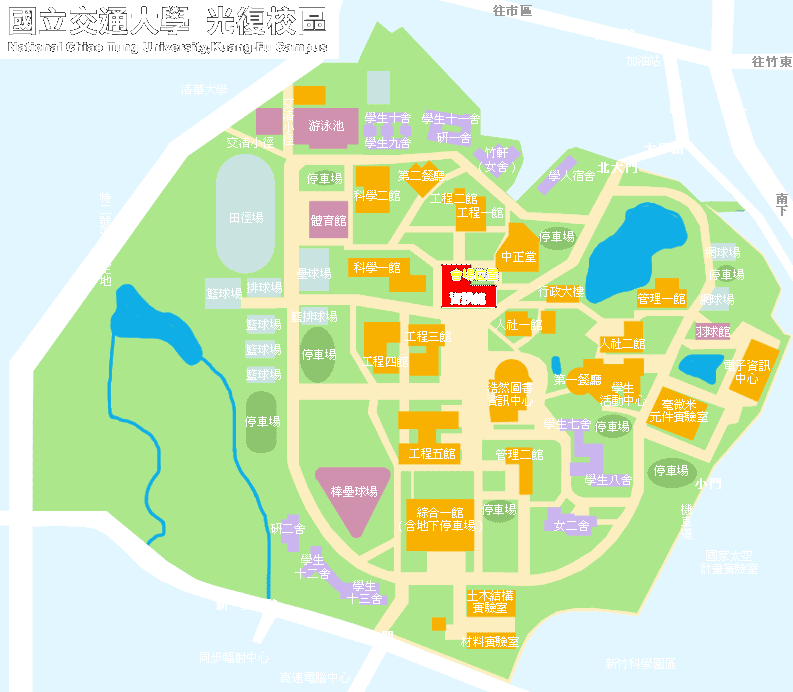 國立交通大學 光復校區
National Chiao Tung University, Kuang-Fu Campus
往市區
加油站
往竹東
清華大學
交清小徑
游泳池
學生十舍
學生十一舍
研一舍
交清小徑
學生九舍
竹軒
(女舍)
北大門
停車場
科學二館
第二餐廳
學人宿舍
工程二館
工程一館
南下
田徑場
體育館
中正堂
停車場
網球場
科學一館
停車場
排球場
籃球場
資訊館
行政大樓
管理一館
網球場
籃排球場
籃球場
人社一館
羽球館
工程三館
人社二館
籃球場
停車場
工程四館
電子資訊
中心
籃球場
第一餐廳
浩然圖書
資訊中心
學生
活動中心
毫微米
元件實驗室
停車場
學生七舍
停車場
工程五館
管理二館
停車場
學生八舍
小門
棒壘球場
綜合一館
(含地下停車場)
停車場
女二舍
研二舍
機車場
學生
十二舍
國家太空
計畫實驗室
學生
十三舍
土木結構
實驗室
材料實驗室
同步輻射中心
新竹科學園區
高速電腦中心